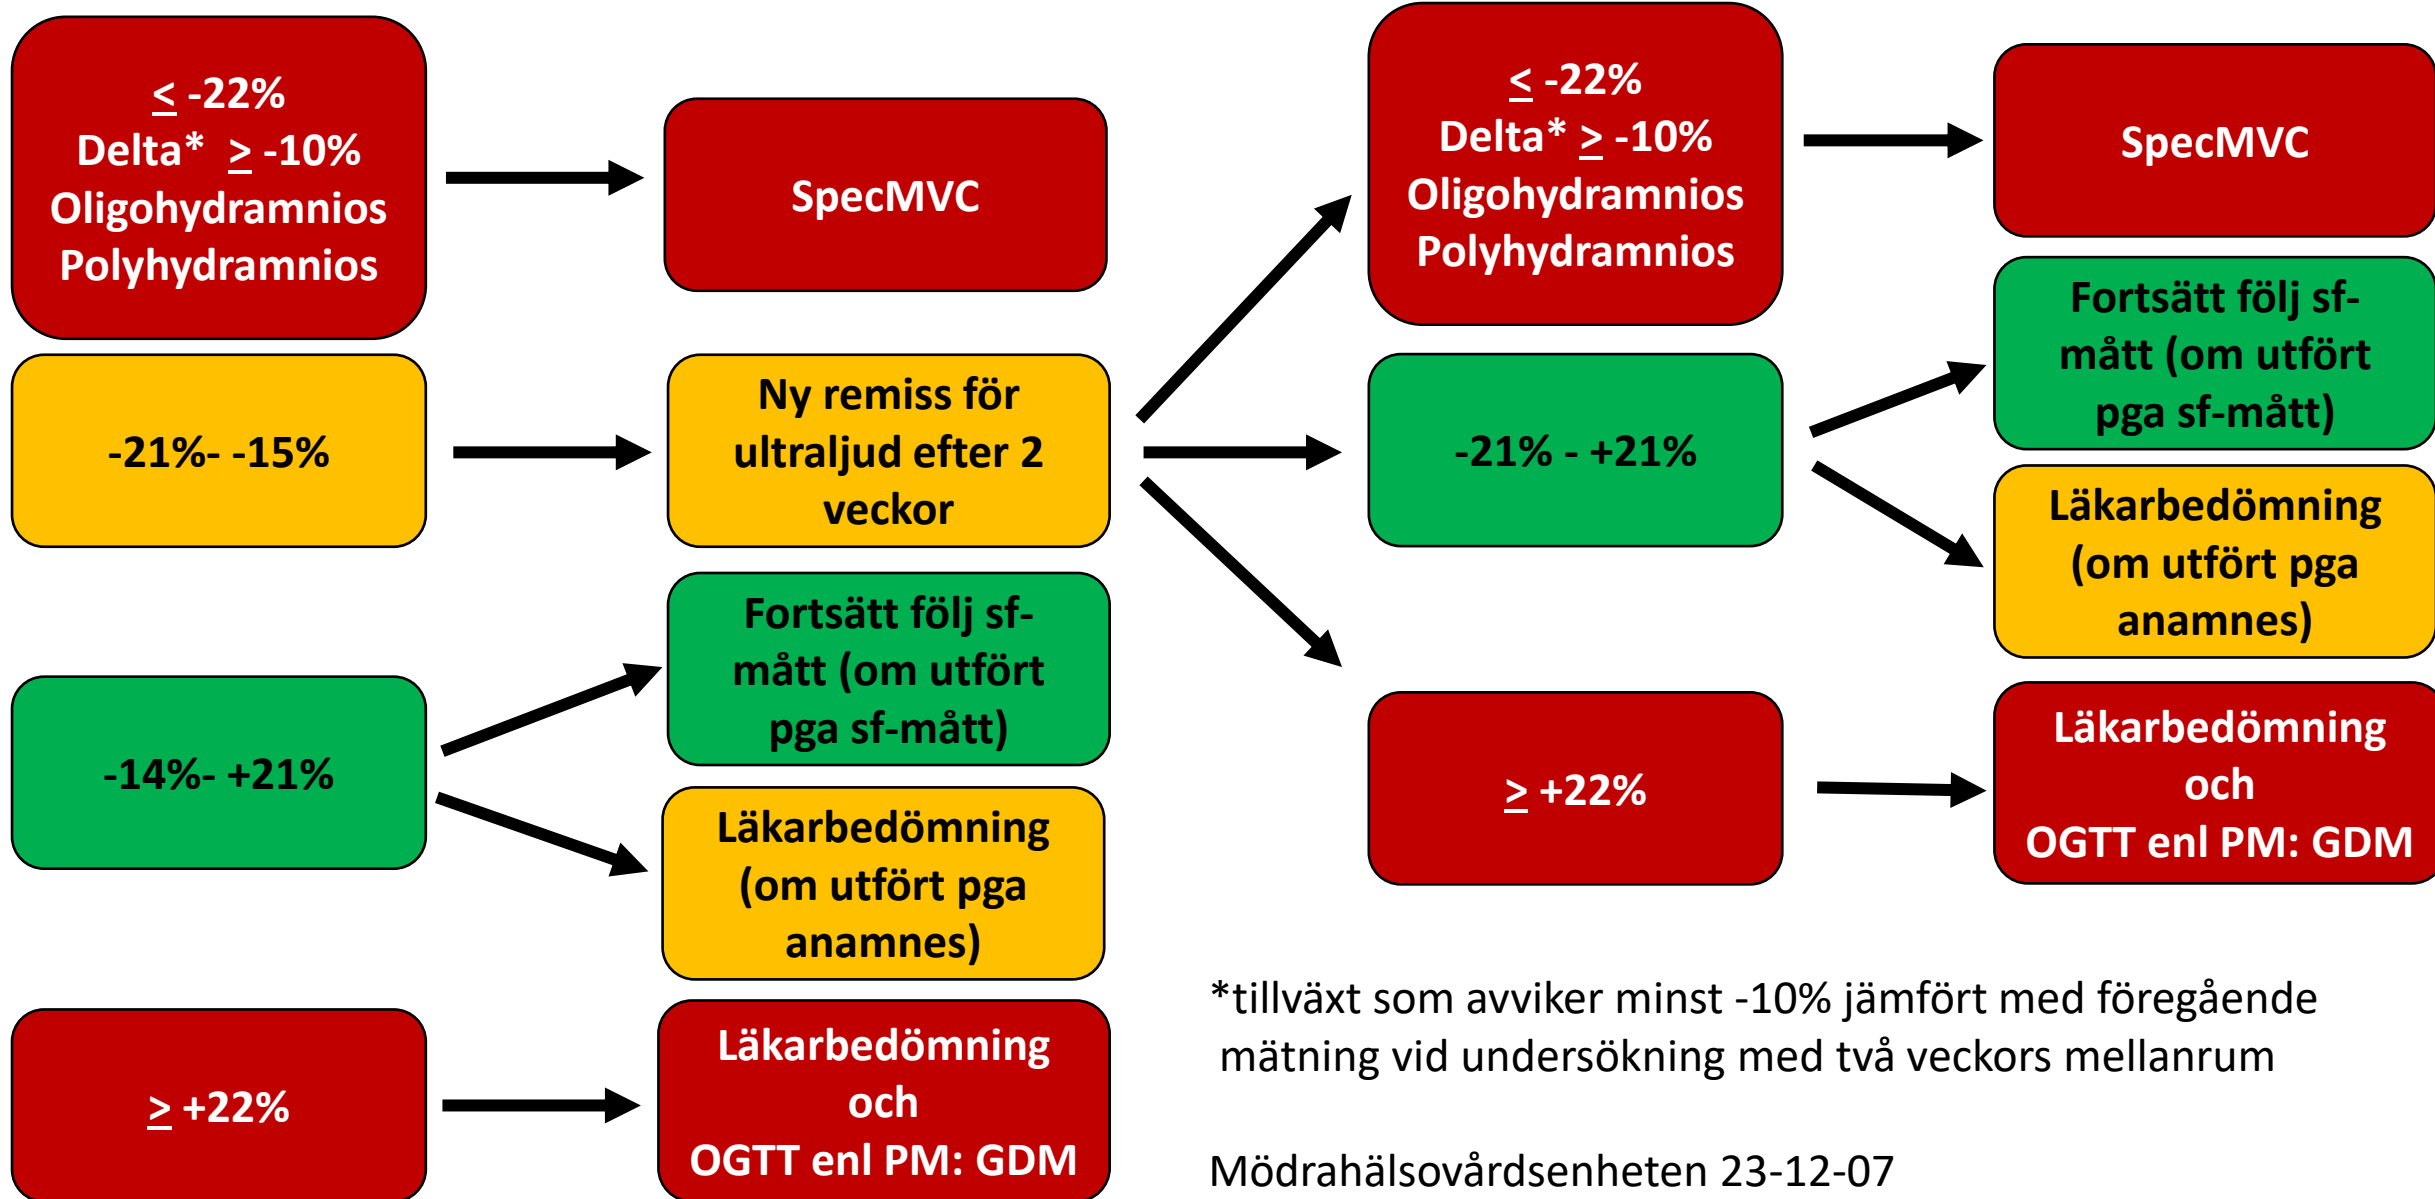 ≤ -22%
Delta* ≥ -10%
Oligohydramnios
Polyhydramnios
SpecMVC
-21%- -15%
Ny remiss för
ultraljud efter 2
veckor
-14%- +21%
Fortsätt följ sf-
mått (om utfört
pga sf-mått)
Läkarbedömning
(om utfört pga
anamnes)
≥ +22%
Läkarbedömning
och
OGTT enl PM: GDM
≤ -22%
Delta* ≥ -10%
Oligohydramnios
Polyhydramnios
SpecMVC
-21% - +21%
Fortsätt följ sf-
mått (om utfört
pga sf-mått)
Läkarbedömning
(om utfört pga
anamnes)
≥ +22%
Läkarbedömning
och
OGTT enl PM: GDM
*tillväxt som avviker minst -10% jämfört med föregående
mätning vid undersökning med två veckors mellanrum
Mödrahälsovårdsenheten 23-12-07